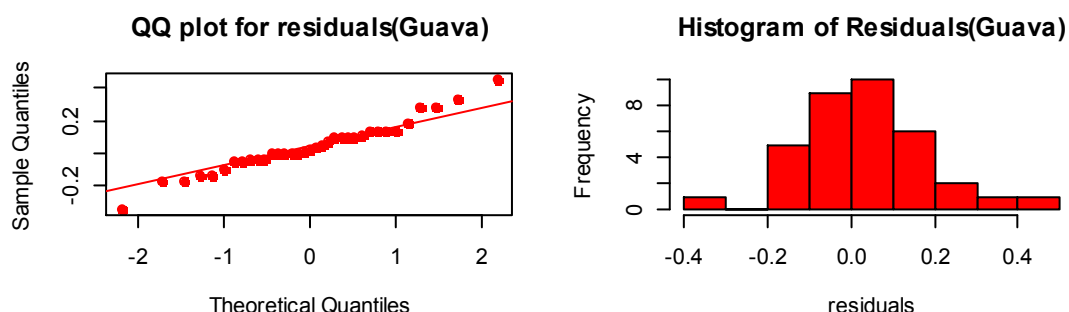 QQ plot for residuals(Guava)
Sample Quantiles
0.2
-0.2
-2 -1 0 1 2
Theoretical Quantiles
Histogram of Residuals(Guava)
Frequency
8
4
0
-0.4 -0.2 0.0 0.2 0.4
residuals